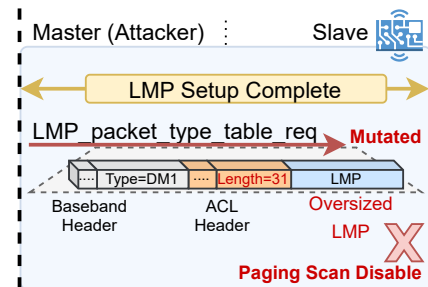 Master (Attacker) Slave
LMP Setup Complete
LMP_packet_type_table_req
Mutated
.... Type=DM1 .... Length=31 LMP
Baseband Header
ACL Header
Oversized LMP
Paging Scan Disable